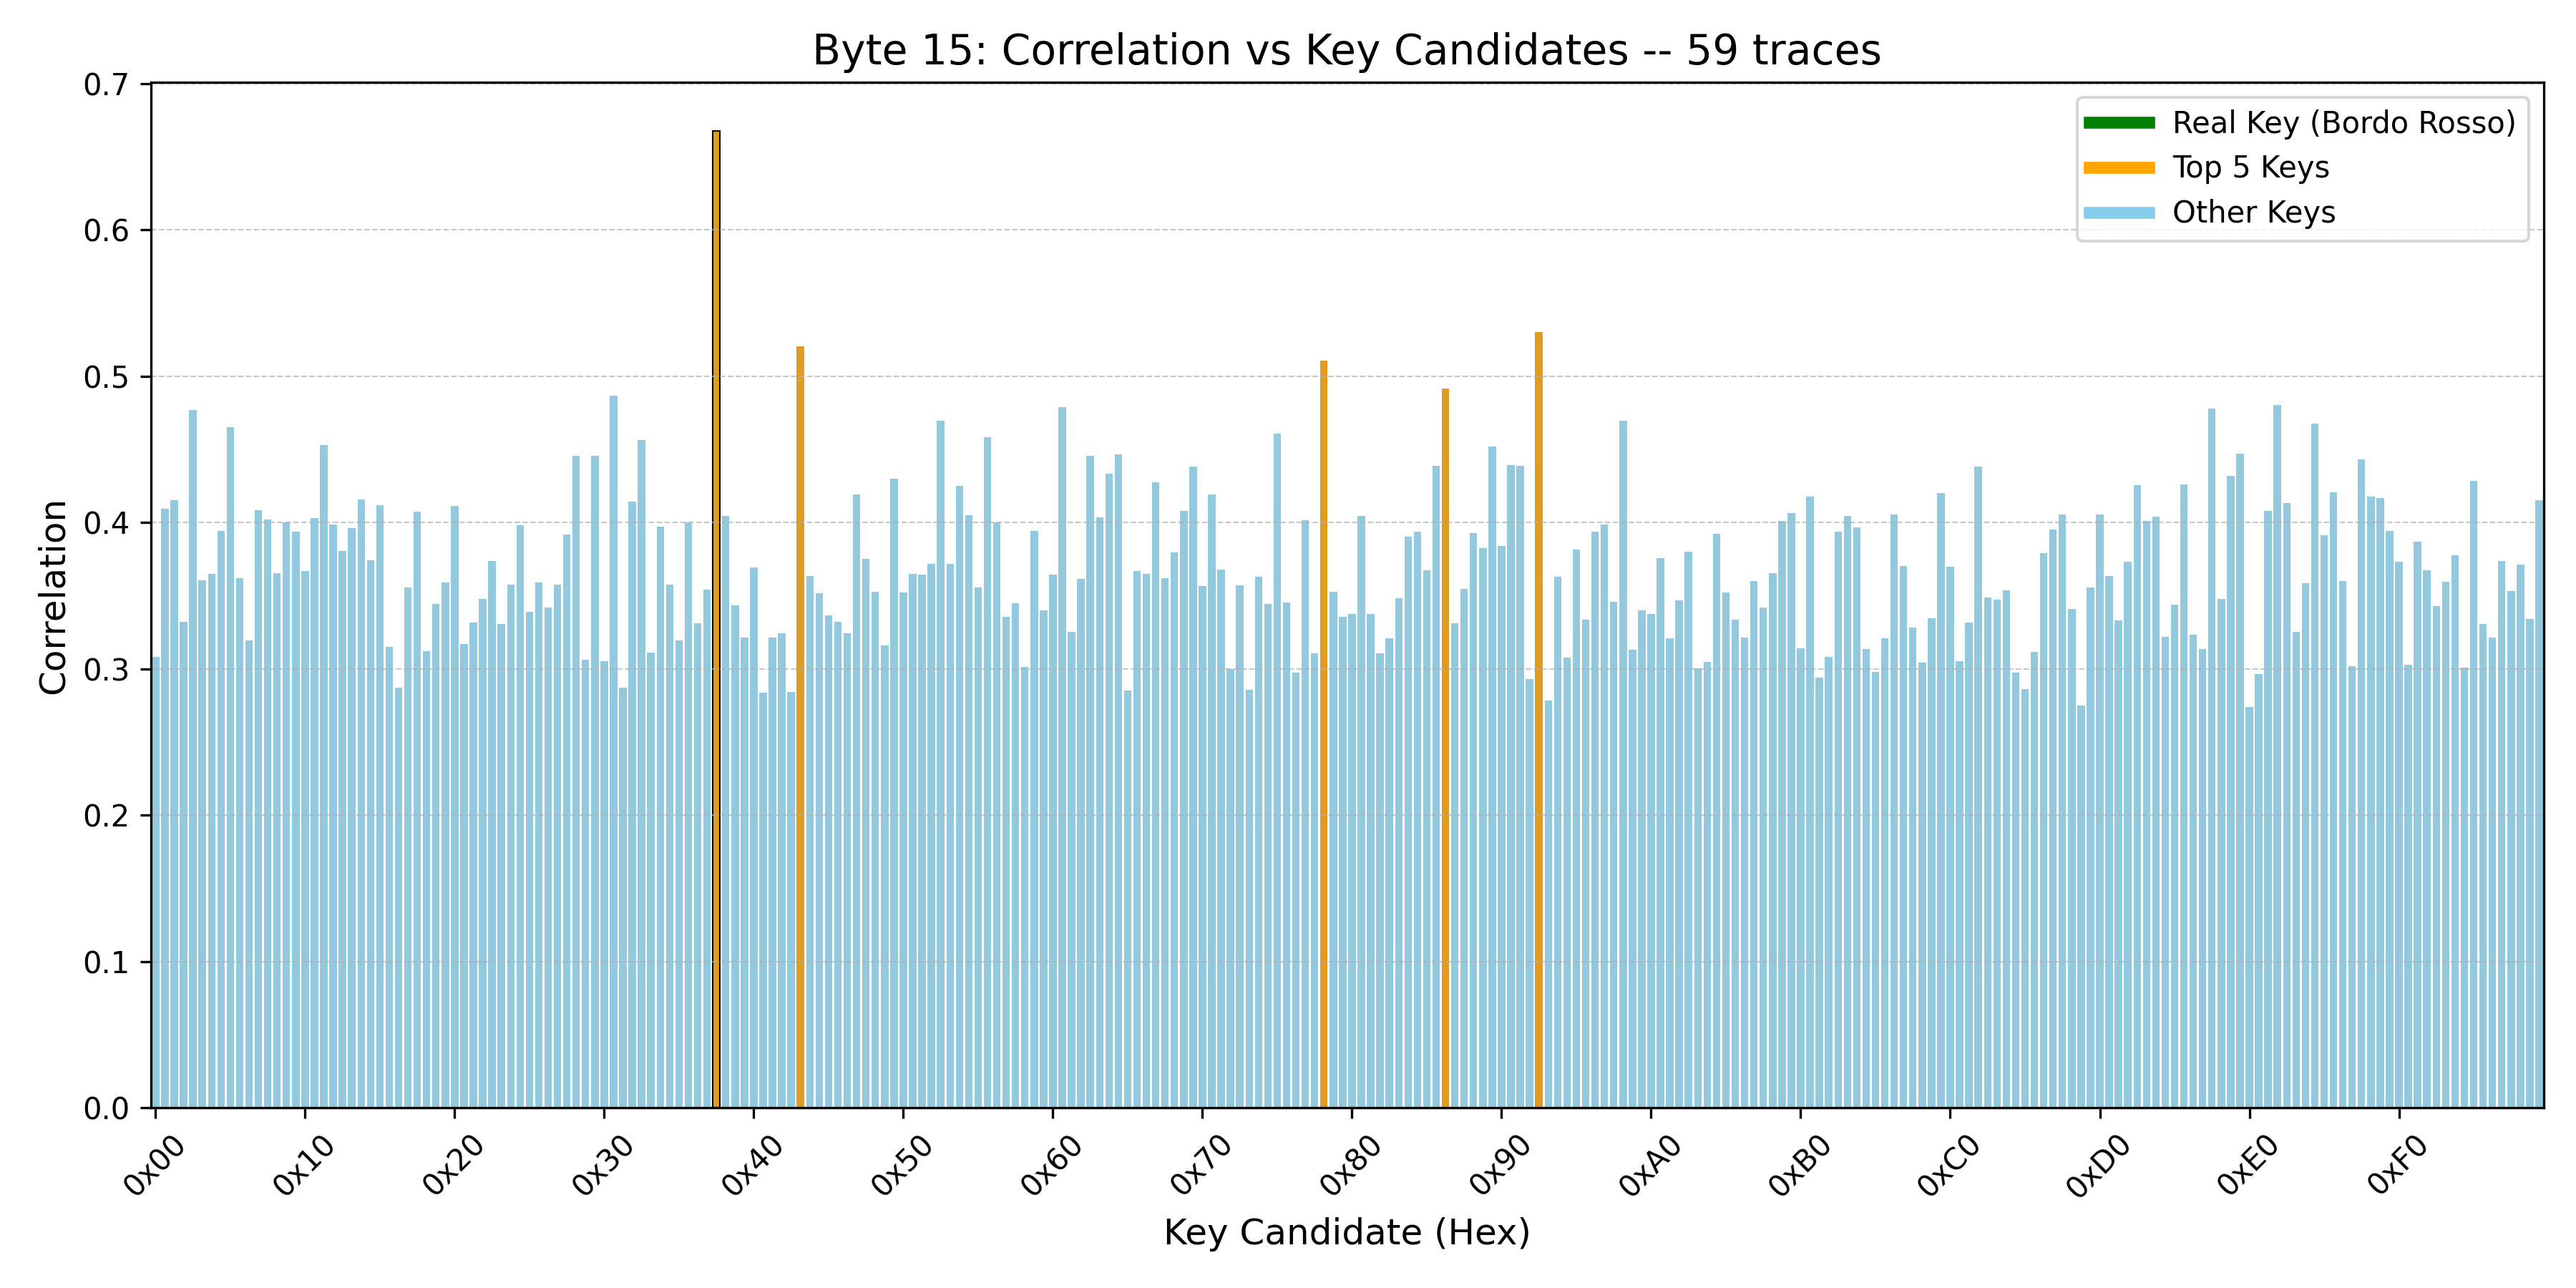 Byte 15: Correlation vs Key Candidates -- 59 traces
Real Key (Bordo Rosso)
Top 5 Keys
Other Keys
Correlation
0.7
0.6
0.5
0.4
0.3
0.2
0.1
0.0
0x00 0x10 0x20 0x30 0x40 0x50 0x60 0x70 0x80 0x90 0xA0 0xB0 0xC0 0xD0 0xE0 0xF0
Key Candidate (Hex)